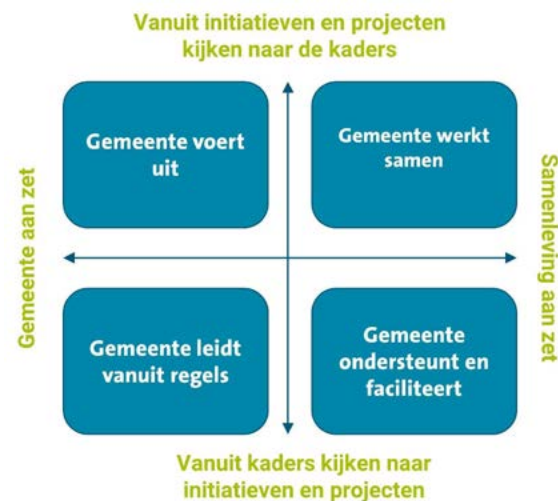 Vanuit initiatieven en projecten
kijken naar de kaders
Gemeente voert
uit
Gemeente werkt
samen
Gemeente aan zet
Samenleving aan zet
Gemeente leidt
vanuit regels
Gemeente
ondersteunt en
faciliteert
Vanuit kaders kijken naar
initiatieven en projecten